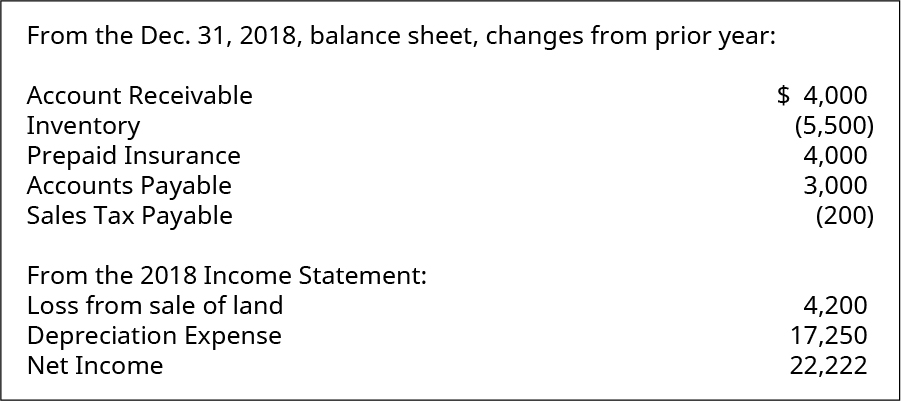 From the Dec. 31, 2018, balance sheet, changes from prior year:
Account Receivable $ 4,000
Inventory (5,500)
Prepaid Insurance 4,000
Accounts Payable 3,000
Sales Tax Payable (200)
From the 2018 Income Statement:
Loss from sale of land 4,200
Depreciation Expense 17,250
Net Income 22,222